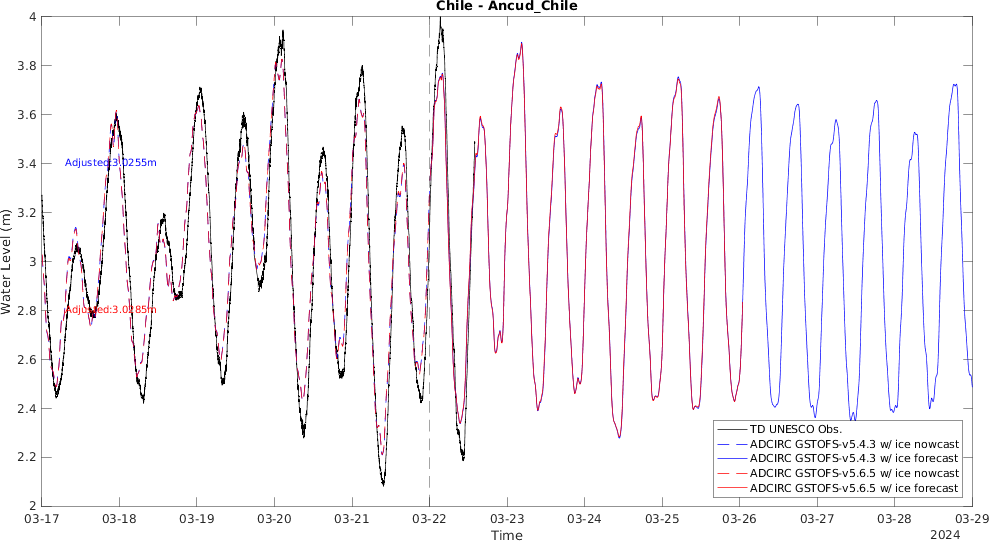 Chile - Ancud_Chile
4
3.8
3.6
3.4
3.2
3
2.8
2.6
2.4
2.2
2
Water Level (m)
Adjusted:3.0255m
Adjusted:3.0285m
TD UNESCO Obs.
ADCIRC GSTOFS-v5.4.3 w/ ice nowcast
ADCIRC GSTOFS-v5.4.3 w/ ice forecast
ADCIRC GSTOFS-v5.6.5 w/ ice nowcast
ADCIRC GSTOFS-v5.6.5 w/ ice forecast
03-17 03-18 03-19 03-20 03-21 03-22 03-23 03-24 03-25 03-26 03-27 03-28 03-29
Time
2024